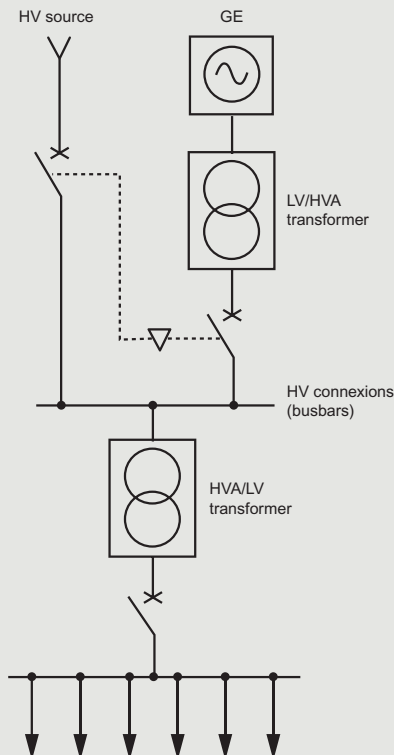 HV source
GE
LV/HVA
transformer
HV connexions
(busbars)
HVA/LV
transformer